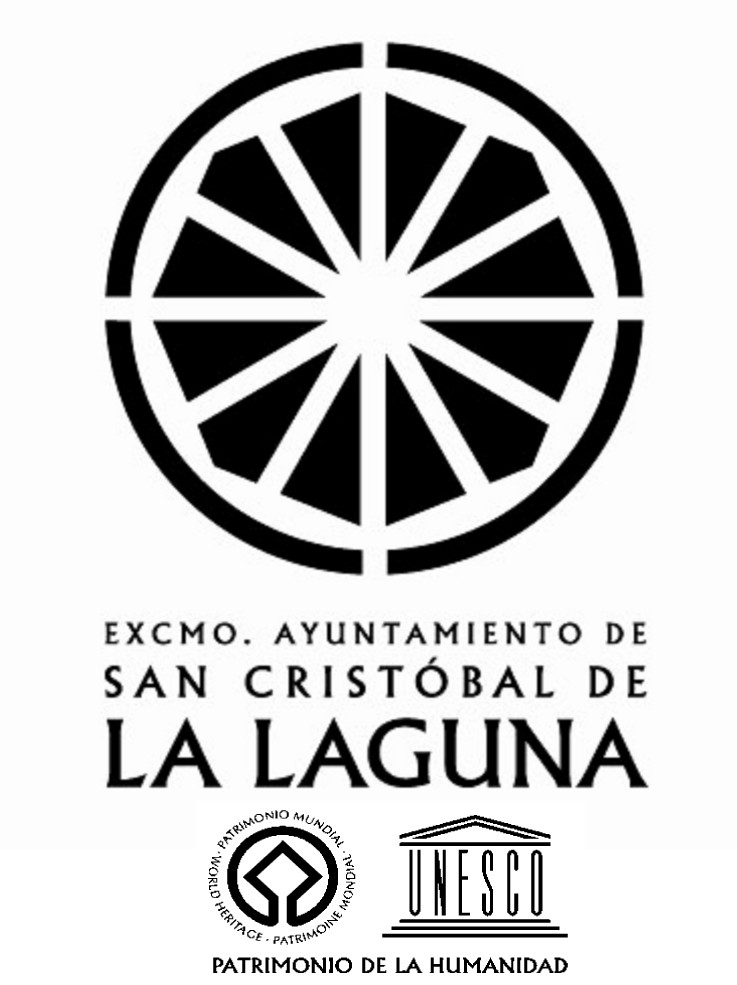 EXCMO. AYUNTAMIENTO DE
SAN CRISTÓBAL DE
LA LAGUNA
· PATRIMONIO MUNDIAL · WORLD HERITAGE · PATRIMOINE MONDIAL
UNESCO
PATRIMONIO DE LA HUMANIDAD